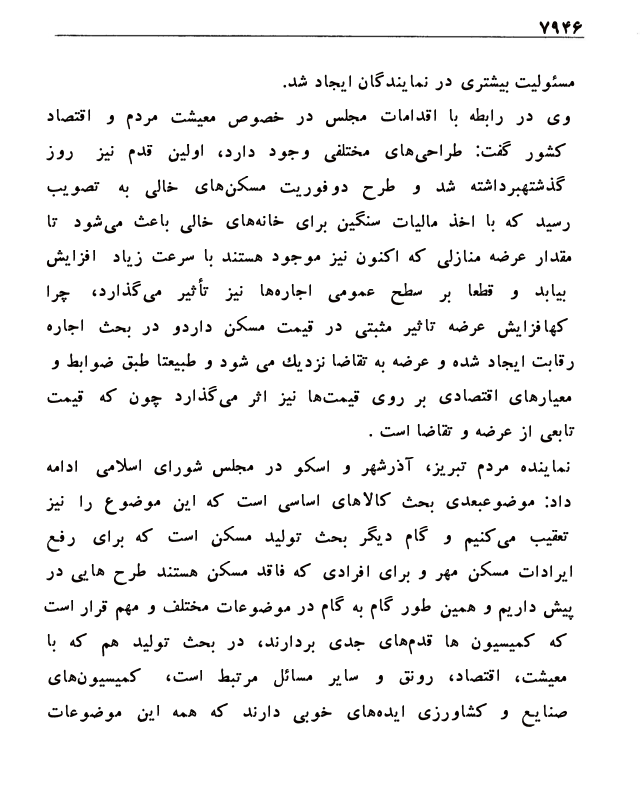 ۷۹۴۶
مسئولیت بیشتری در نمایندگان ایجاد شد.
وی در رابطه با اقدامات مجلس در خصوص معیشت مردم و اقتصاد
کشور گفت: طراحی‌های مختلفی وجود دارد، اولین قدم نیز روز
گذشتهبرداشته شد و طرح دوفوریت مسکن‌های خالی به تصویب
رسید که با اخذ مالیات سنگین برای خانه‌های خالی باعث می‌شود تا
مقدار عرضه منازلی که اکنون نیز موجود هستند با سرعت زیاد افزایش
بیابد و قطعا بر سطح عمومی اجاره‌ها نیز تأثیر می‌گذارد، چرا
کهافزایش عرضه تاثیر مثبتی در قیمت مسکن داردو در بحث اجاره
رقابت ایجاد شده و عرضه به تقاضا نزدیك می شود و طبیعتا طبق ضوابط و
معیارهای اقتصادی بر روی قیمت‌ها نیز اثر می‌گذارد چون که قیمت
تابعی از عرضه و تقاضا است .
نماینده مردم تبریز، آذرشهر و اسکو در مجلس شورای اسلامی ادامه
داد: موضوعبعدی بحث کالاهای اساسی است که این موضوع را نیز
تعقیب می‌کنیم و گام دیگر بحث تولید مسکن است که برای رفع
ایرادات مسکن مهر و برای افرادی که فاقد مسکن هستند طرح هایی در
پیش داریم و همین طور گام به گام در موضوعات مختلف و مهم قرار است
که کمیسیون ها قدم‌های جدی بردارند، در بحث تولید هم که با
معیشت، اقتصاد، رونق و سایر مسائل مرتبط است، کمیسیون‌های
صنایع و کشاورزی ایده‌های خوبی دارند که همه این موضوعات